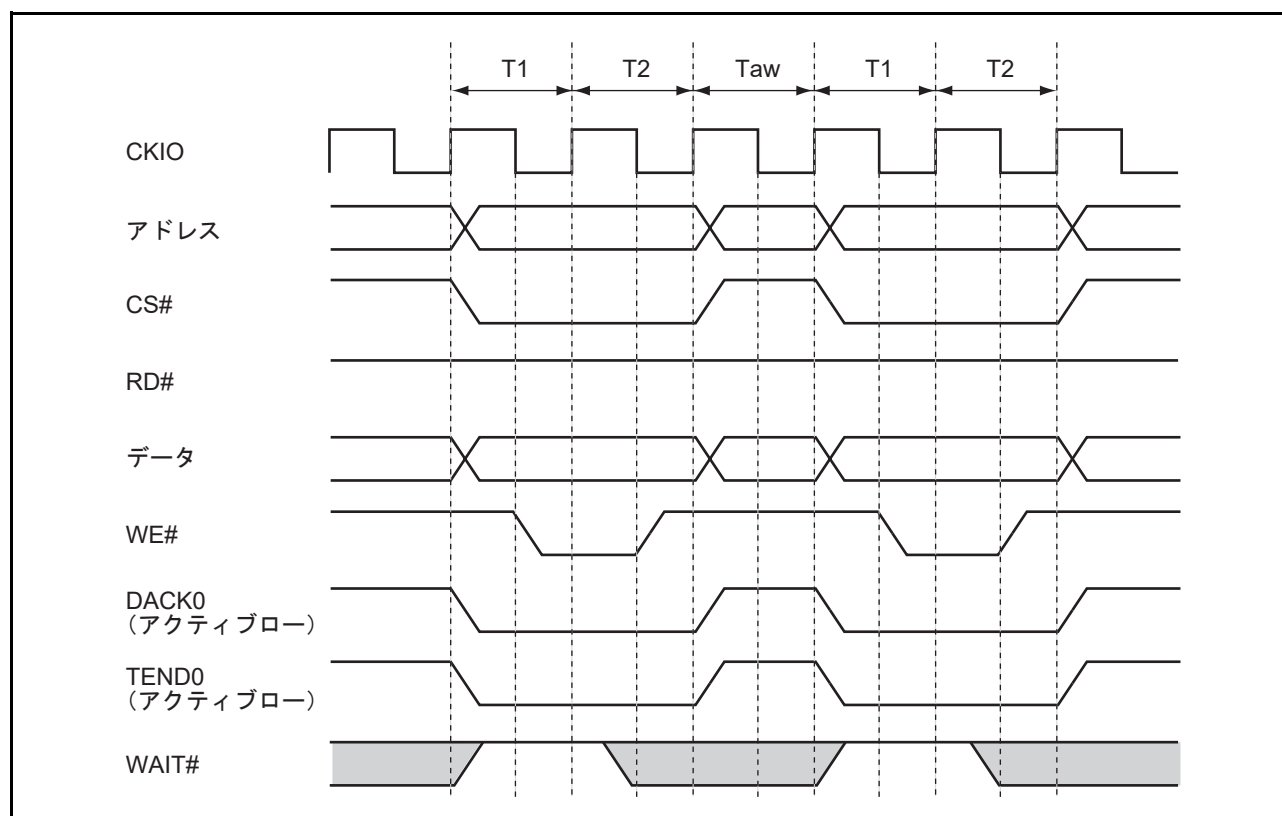 T1 T2 Taw T1 T2
CKIO
アドレス
CS#
RD#
データ
WE#
DACK0
(アクティブロー)
TEND0
(アクティブロー)
WAIT#